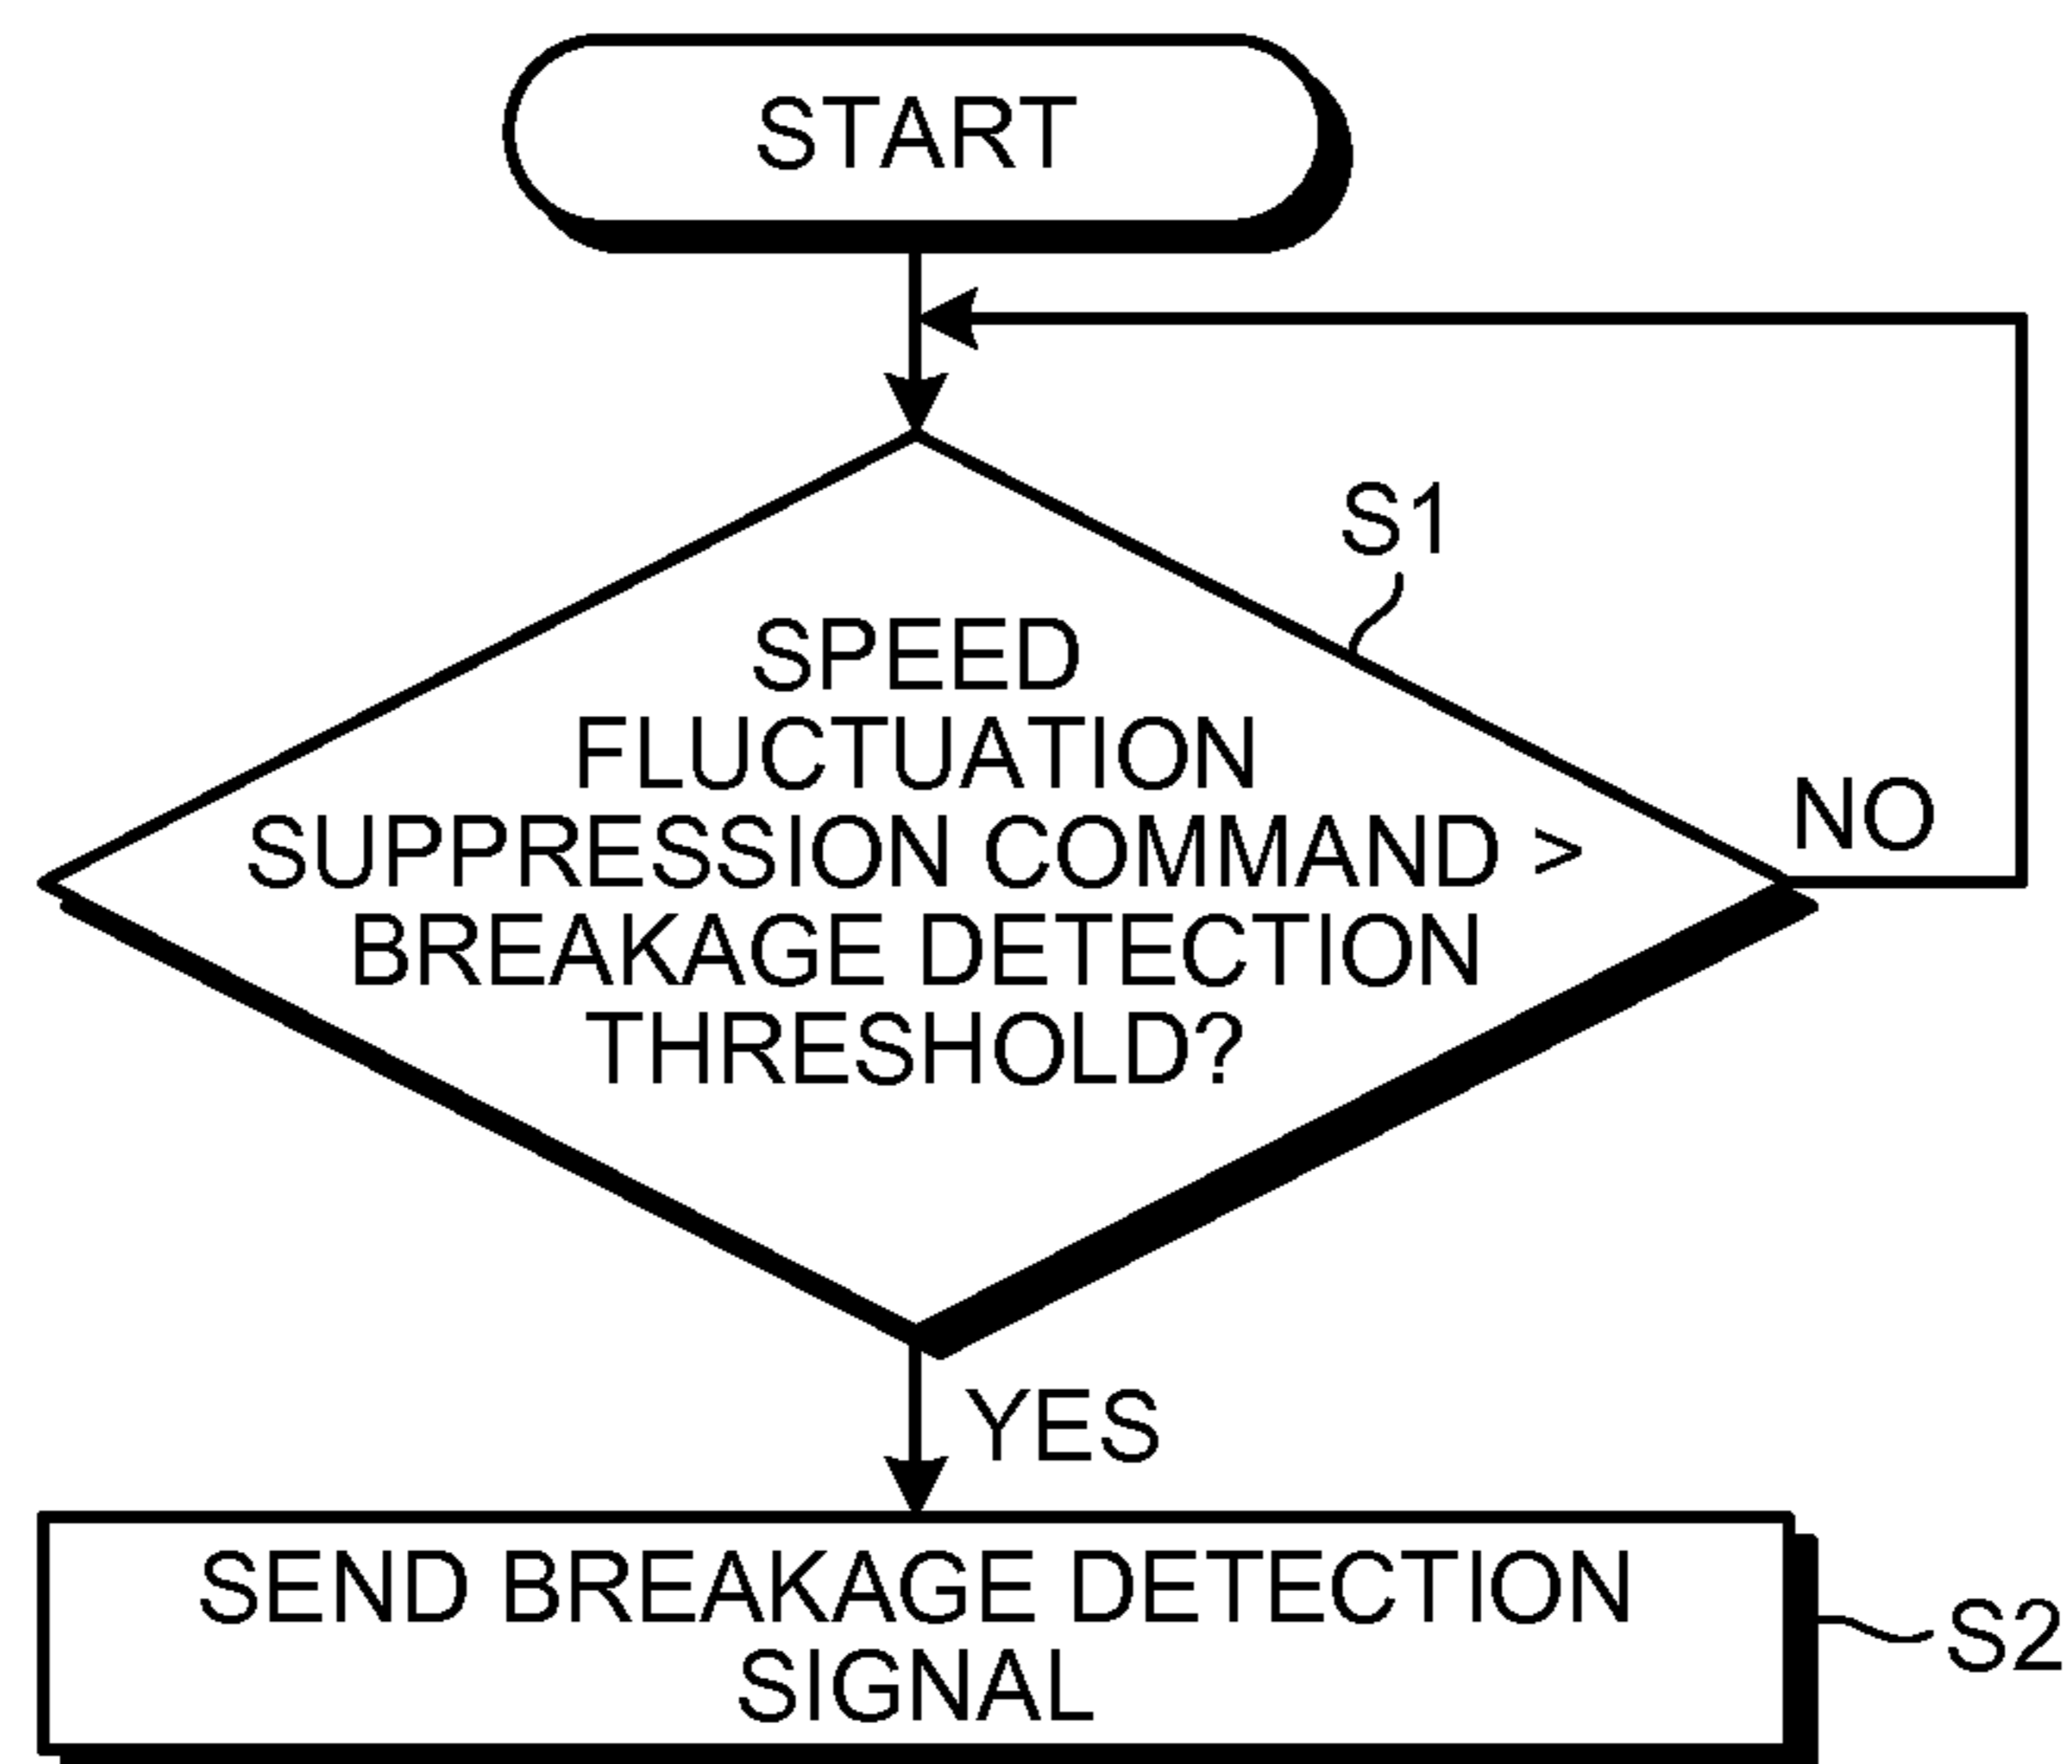 START
S1
SPEED
FLUCTUATION
SUPPRESSION COMMAND >
BREAKAGE DETECTION
THRESHOLD?
NO
YES
SEND BREAKAGE DETECTION
SIGNAL
S2